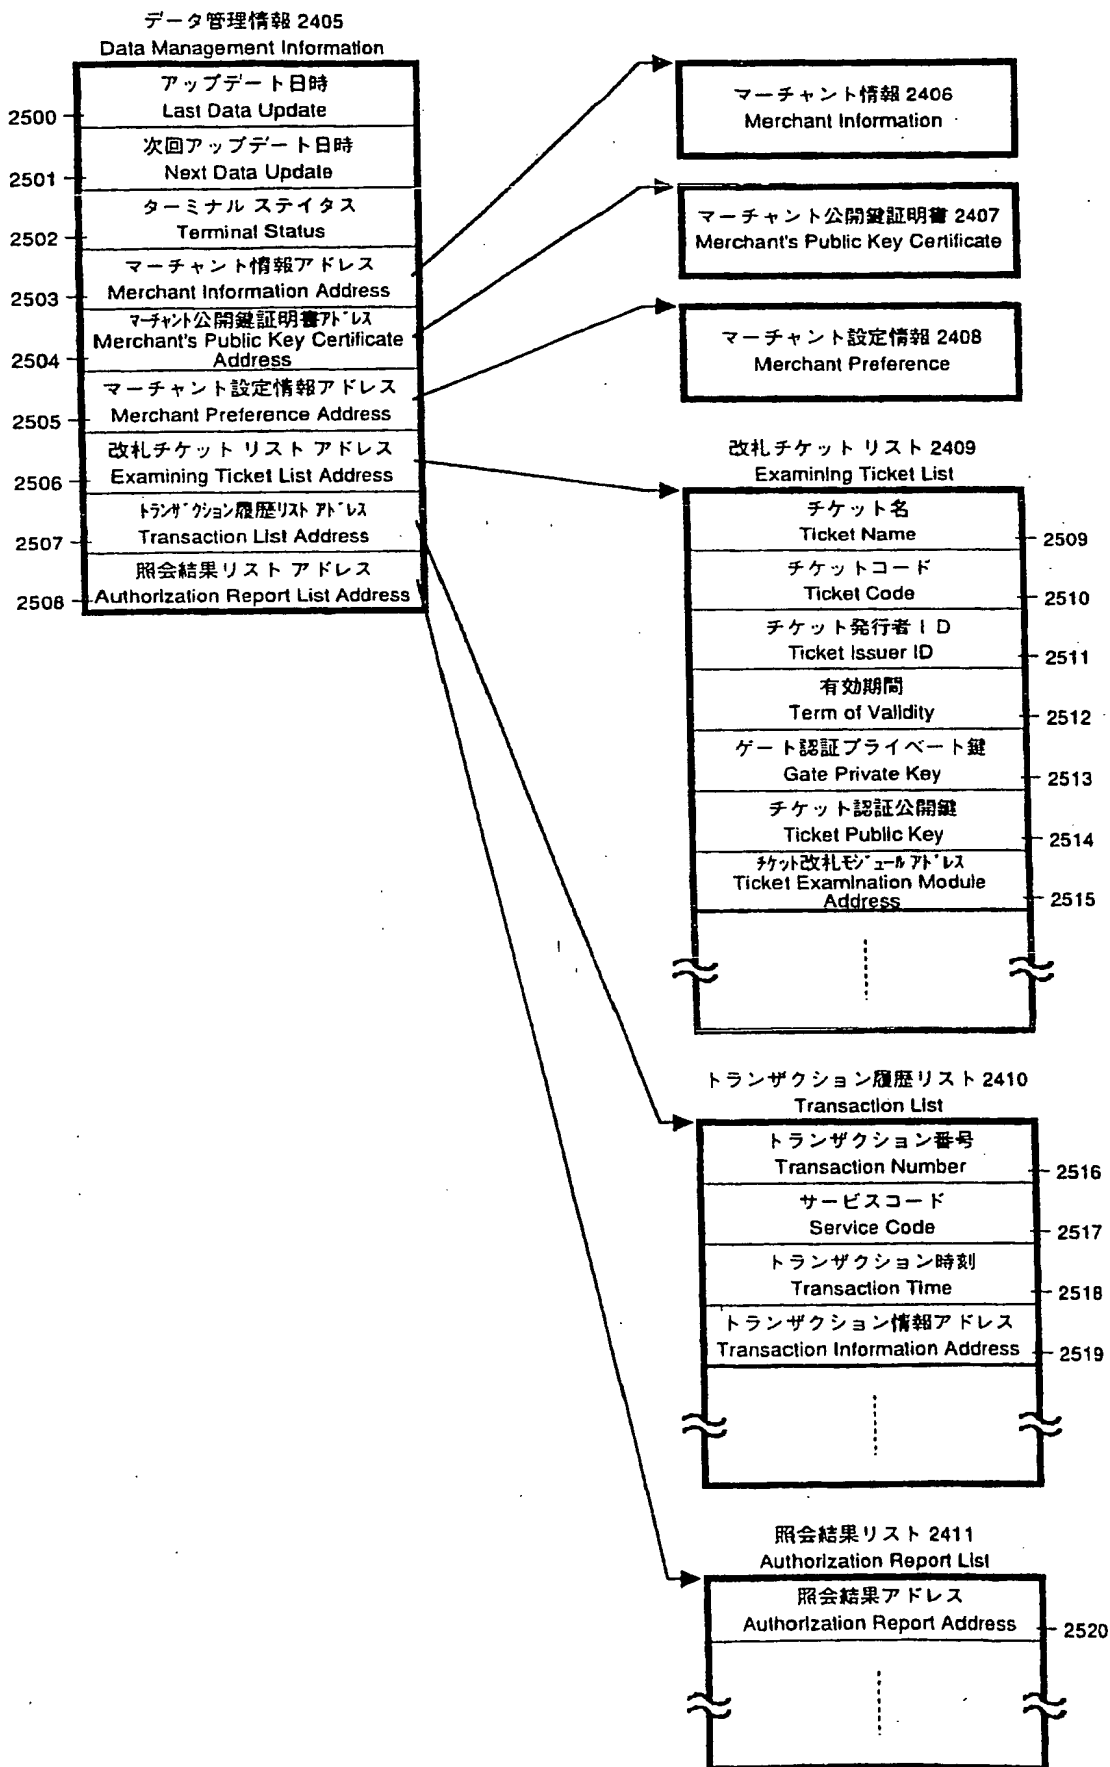 データ管理情報 2405
Data Management Information
アップデート日時
Last Data Update
2500
次回アップデート日時
Next Data Update
2501
ターミナル ステイタス
Terminal Status
2502
マーチャント情報アドレス
Merchant Information Address
2503
マーチャント公開鍵証明書アドレス
Merchant's Public Key Certificate
Address
2504
マーチャント設定情報アドレス
Merchant Preference Address
2505
改札チケット リスト アドレス
Examining Ticket List Address
2506
トランザクション履歴リスト アドレス
Transaction List Address
2507
照会結果リスト アドレス
Authorization Report List Address
2508
マーチャント情報 2406
Merchant Information
マーチャント公開鍵証明書 2407
Merchant's Public Key Certificate
マーチャント設定情報 2408
Merchant Preference
改札チケット リスト 2409
Examining Ticket List
チケット名
Ticket Name
2509
チケットコード
Ticket Code
2510
チケット発行者ID
Ticket Issuer ID
2511
有効期間
Term of Validity
2512
ゲート認証プライベート鍵
Gate Private Key
2513
チケット認証公開鍵
Ticket Public Key
2514
チケット改札モジュールアドレス
Ticket Examination Module
Address
2515
トランザクション履歴リスト 2410
Transaction List
トランザクション番号
Transaction Number
2516
サービスコード
Service Code
2517
トランザクション時刻
Transaction Time
2518
トランザクション情報アドレス
Transaction Information Address
2519
照会結果リスト 2411
Authorization Report List
照会結果アドレス
Authorization Report Address
2520